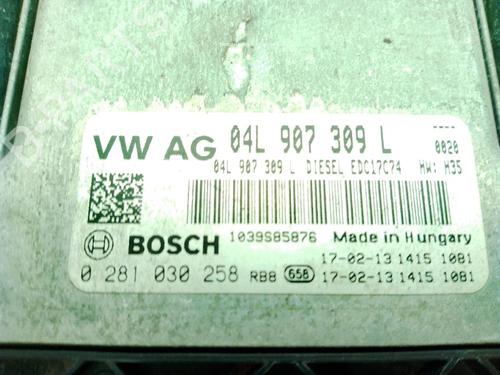 VW AG 04L 907 309 L 0020
04L 907 309 L DIESEL EDC17C74 HW: H35
BOSCH 1039S85876 Made in Hungary
17-02-13 1415 1081
0 281 030 258 RBB 658 17-02-13 1415 1081